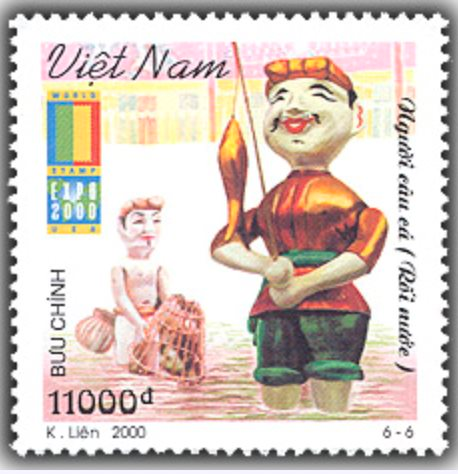 Việt Nam
WORLD
STAMP
EXPO
2000
USA
Người câu cá (Rối nước)
BƯU CHÍNH
11000đ
K. Liên 2000
6-6